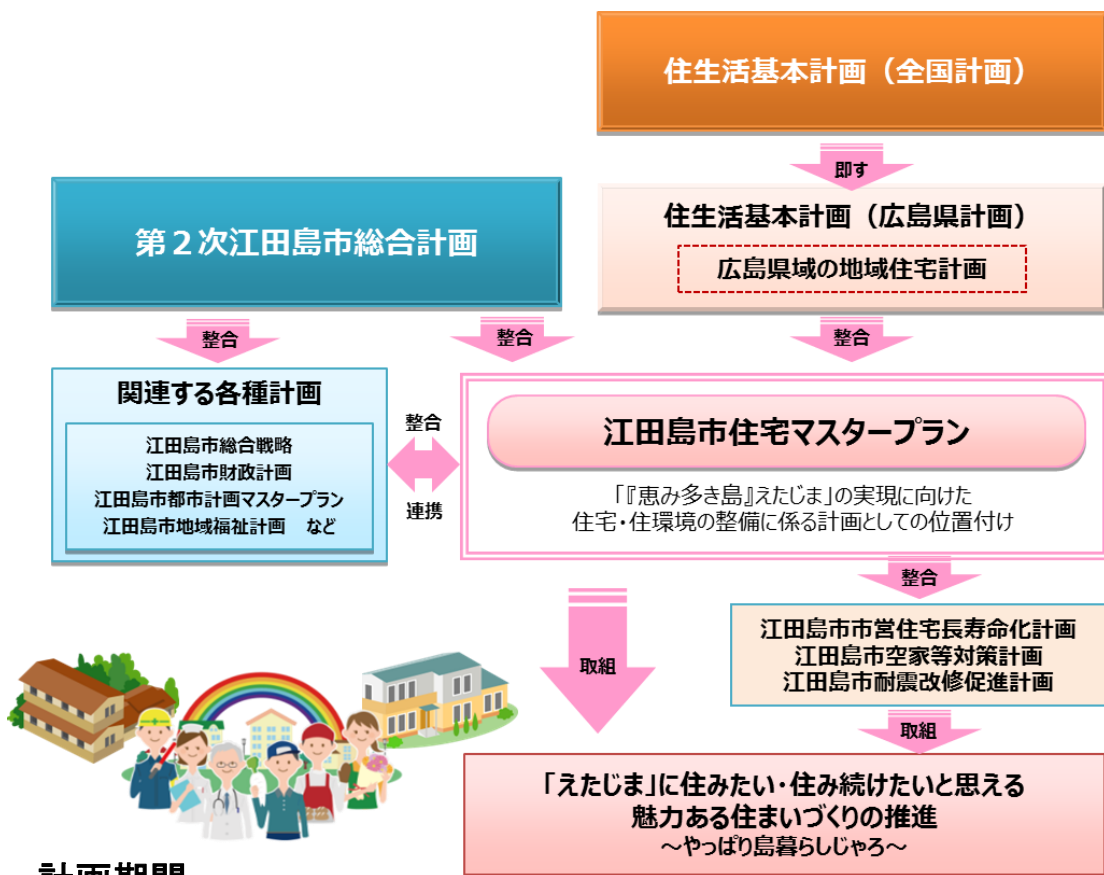 住生活基本計画（全国計画）
即す
住生活基本計画（広島県計画）
広島県域の地域住宅計画
第２次江田島市総合計画
整合
整合
整合
関連する各種計画
江田島市総合戦略
江田島市財政計画
江田島市都市計画マスタープラン
江田島市地域福祉計画　など
整合
連携
江田島市住宅マスタープラン
「『恵み多き島』えたじま」の実現に向けた
住宅・住環境の整備に係る計画としての位置付け
整合
江田島市市営住宅長寿命化計画
江田島市空家等対策計画
江田島市耐震改修促進計画
取組
取組
「えたじま」に住みたい・住み続けたいと思える
魅力ある住まいづくりの推進
～やっぱり島暮らしじゃろ～
計画期間